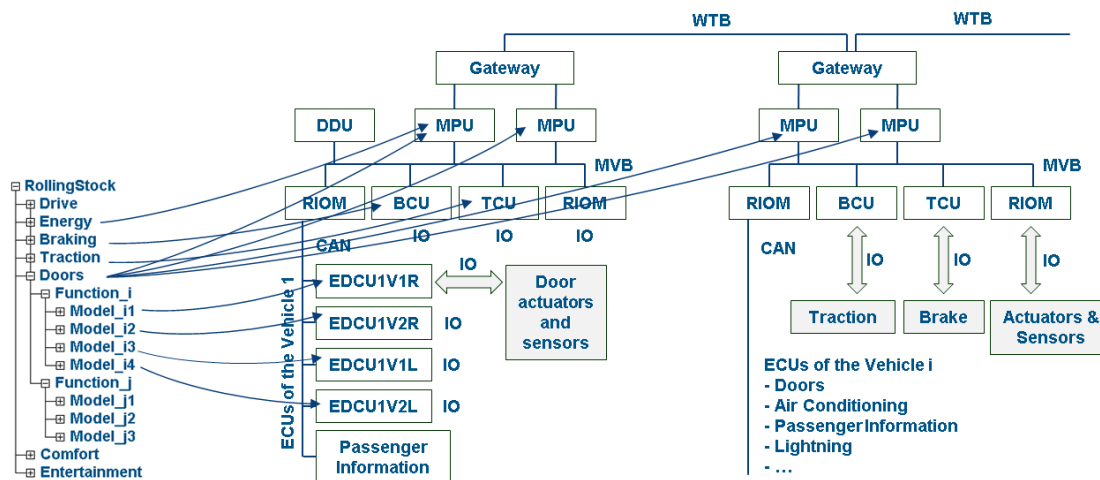 WTB
WTB
Gateway
Gateway
DDU
MPU
MPU
MPU
MPU
MVB
MVB
RollingStock
Drive
Energy
Braking
Traction
Doors
Function_i
Model_i1
Model_i2
Model_i3
Model_i4
Function_j
Model_j1
Model_j2
Model_j3
Comfort
Entertainment
RIOM
BCU
TCU
RIOM
CAN
IO
IO
IO
ECUs of the Vehicle 1
EDCU1V1R
IO
EDCU1V2R
IO
EDCU1V1L
IO
EDCU1V2L
IO
Passenger
Information
Door
actuators
and
sensors
RIOM
BCU
TCU
RIOM
CAN
IO
IO
IO
Traction
Brake
Actuators &
Sensors
ECUs of the Vehicle i
- Doors
- Air Conditioning
- Passenger Information
- Lightning
- ...